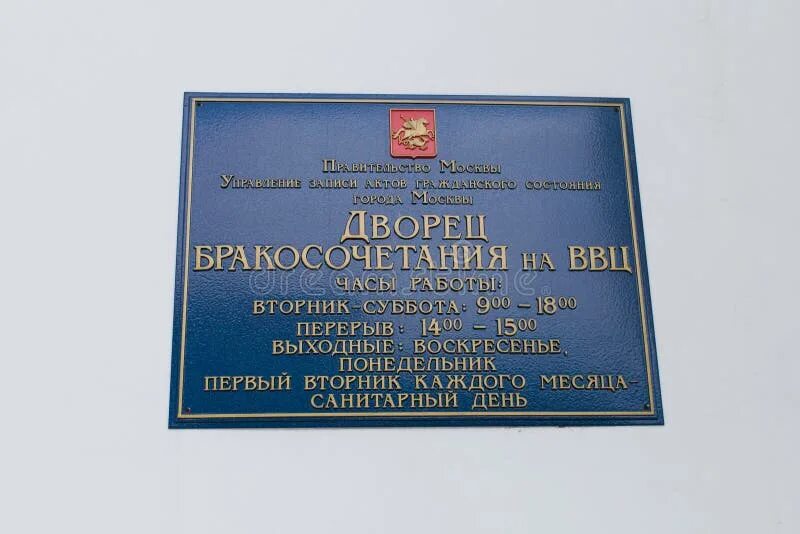 Правительство Москвы
Управление записи актов гражданского состояния
города Москвы
Дворец
бракосочетания на ВВЦ
часы работы:
вторник-суббота: 900 – 1800
перерыв: 1400 – 1500
выходные: воскресенье,
понедельник
первый вторник каждого месяца-
санитарный день